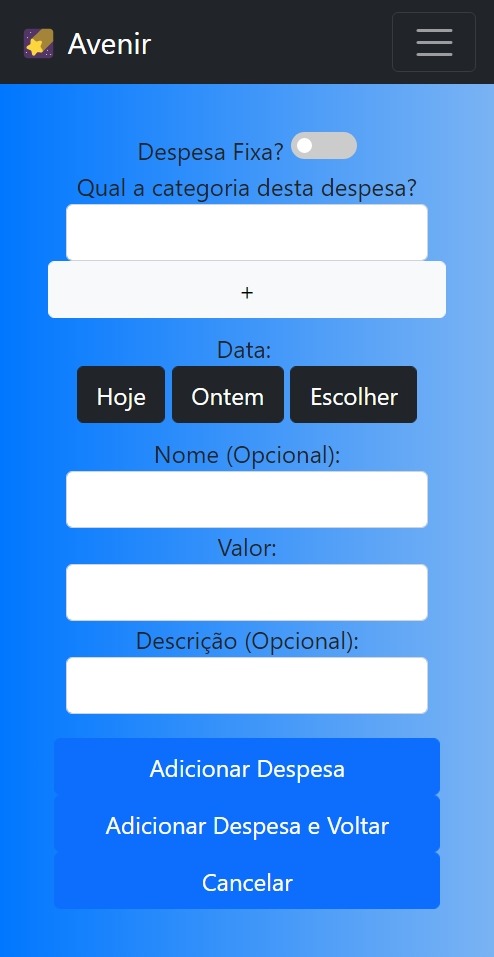 Avenir
Despesa Fixa?
Qual a categoria desta despesa?
+
Data:
Hoje Ontem Escolher
Nome (Opcional):
Valor:
Descrição (Opcional):
Adicionar Despesa
Adicionar Despesa e Voltar
Cancelar